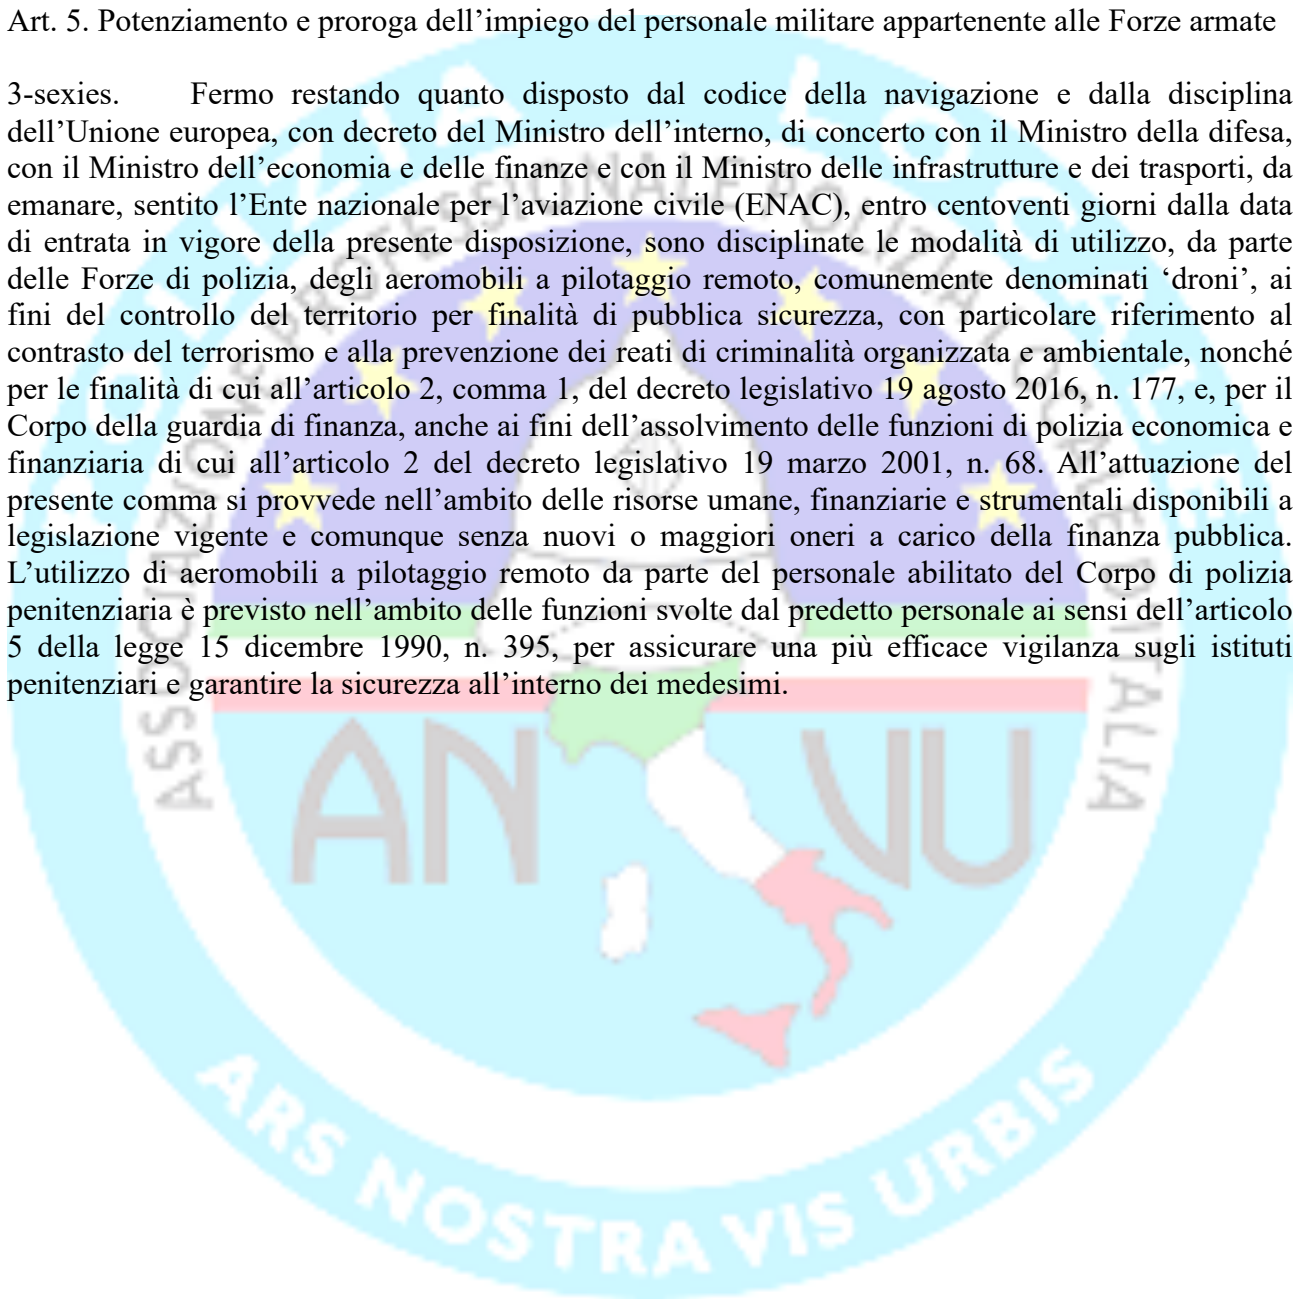 Art. 5. Potenziamento e proroga dell’impiego del personale militare appartenente alle Forze armate
3-sexies. Fermo restando quanto disposto dal codice della navigazione e dalla disciplina
dell’Unione europea, con decreto del Ministro dell’interno, di concerto con il Ministro della difesa,
con il Ministro dell’economia e delle finanze e con il Ministro delle infrastrutture e dei trasporti, da
emanare, sentito l’Ente nazionale per l’aviazione civile (ENAC), entro centoventi giorni dalla data
di entrata in vigore della presente disposizione, sono disciplinate le modalità di utilizzo, da parte
delle Forze di polizia, degli aeromobili a pilotaggio remoto, comunemente denominati ‘droni’, ai
fini del controllo del territorio per finalità di pubblica sicurezza, con particolare riferimento al
contrasto del terrorismo e alla prevenzione dei reati di criminalità organizzata e ambientale, nonché
per le finalità di cui all’articolo 2, comma 1, del decreto legislativo 19 agosto 2016, n. 177, e, per il
Corpo della guardia di finanza, anche ai fini dell’assolvimento delle funzioni di polizia economica e
finanziaria di cui all’articolo 2 del decreto legislativo 19 marzo 2001, n. 68. All’attuazione del
presente comma si provvede nell’ambito delle risorse umane, finanziarie e strumentali disponibili a
legislazione vigente e comunque senza nuovi o maggiori oneri a carico della finanza pubblica.
L’utilizzo di aeromobili a pilotaggio remoto da parte del personale abilitato del Corpo di polizia
penitenziaria è previsto nell’ambito delle funzioni svolte dal predetto personale ai sensi dell’articolo
5 della legge 15 dicembre 1990, n. 395, per assicurare una più efficace vigilanza sugli istituti
penitenziari e garantire la sicurezza all’interno dei medesimi.
POLIZIA LOCALE
ASSOCIAZIONE PROFESSIONALE POLIZIA LOCALE D'ITALIA
AN VU
ARS NOSTRA VIS URBIS